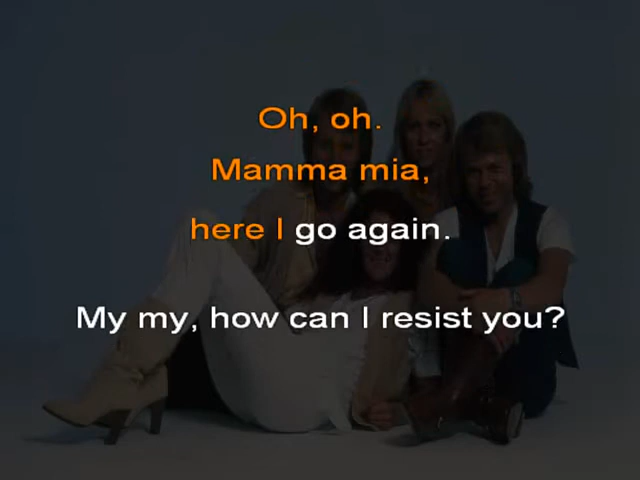 Oh, oh.
Mamma mia,
here I go again.
My my, how can I resist you?